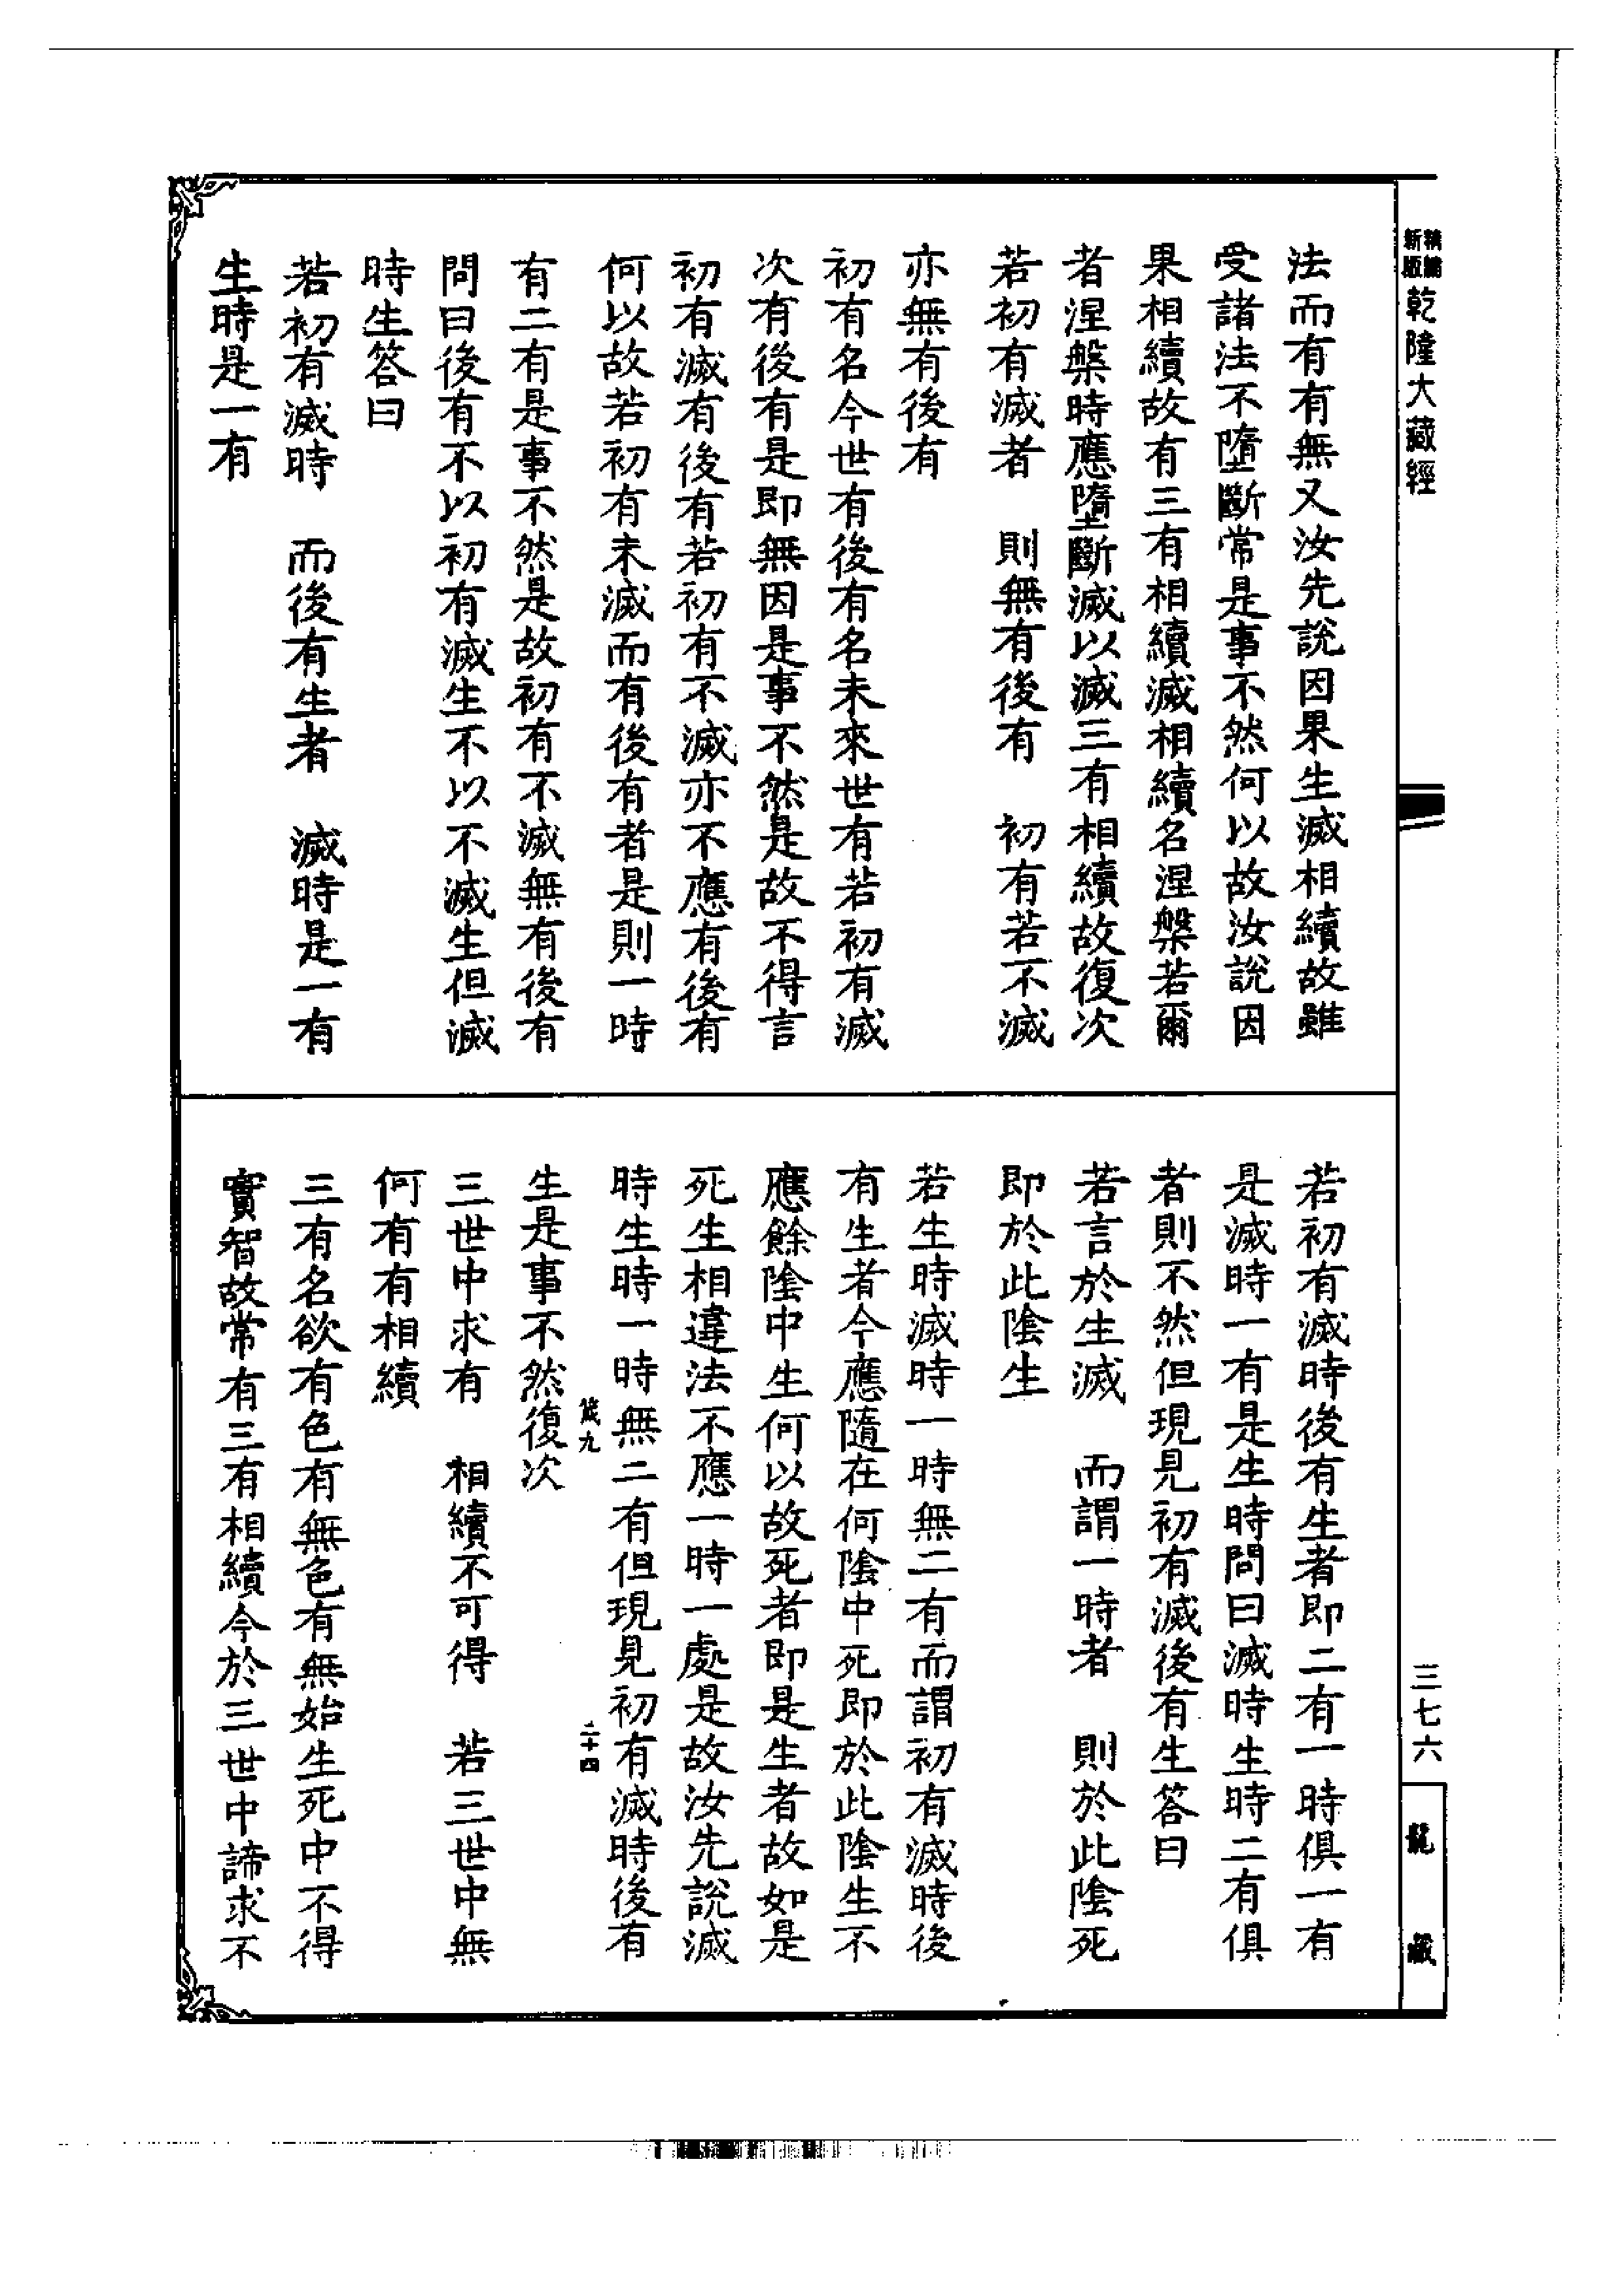 新版 精縮 乾隆大藏經
法而有有無又汝先說因果生滅相續故雖
受諸法不墮斷常是事不然何以故汝說因
果相續故有三有相續滅相續名涅槃若爾
者涅槃時應墮斷滅以滅三有相續故復次
若初有滅者　則無有後有　初有若不滅
亦無有後有
初有名今世有後有名未來世有若初有滅
次有後有是即無因是事不然是故不得言
初有滅有後有若初有不滅亦不應有後有
何以故若初有未滅而有後有者是則一時
有二有是事不然是故初有不滅無有後有
問曰後有不以初有滅生不以不滅生但滅
時生答曰
若初有滅時　而後有生者　滅時是一有
生時是一有
若初有滅時後有生者即二有一時俱一有
是滅時一有是生時問曰滅時生時二有俱
者則不然但現見初有滅後有生答曰
若言於生滅　而謂一時者　則於此陰死
即於此陰生
若生時滅時一時無二有而謂初有滅時後
有生者今應隨在何陰中死即於此陰生不
應餘陰中生何以故死者即是生者故如是
死生相違法不應一時一處是故汝先說滅
時生時一時無二有但現見初有滅時後有
生是事不然復次
三世中求有　相續不可得　若三世中無
何有有相續
三有名欲有色有無色有無始生死中不得
實智故常有三有相續今於三世中諦求不
九
二十四
三七六
龍藏